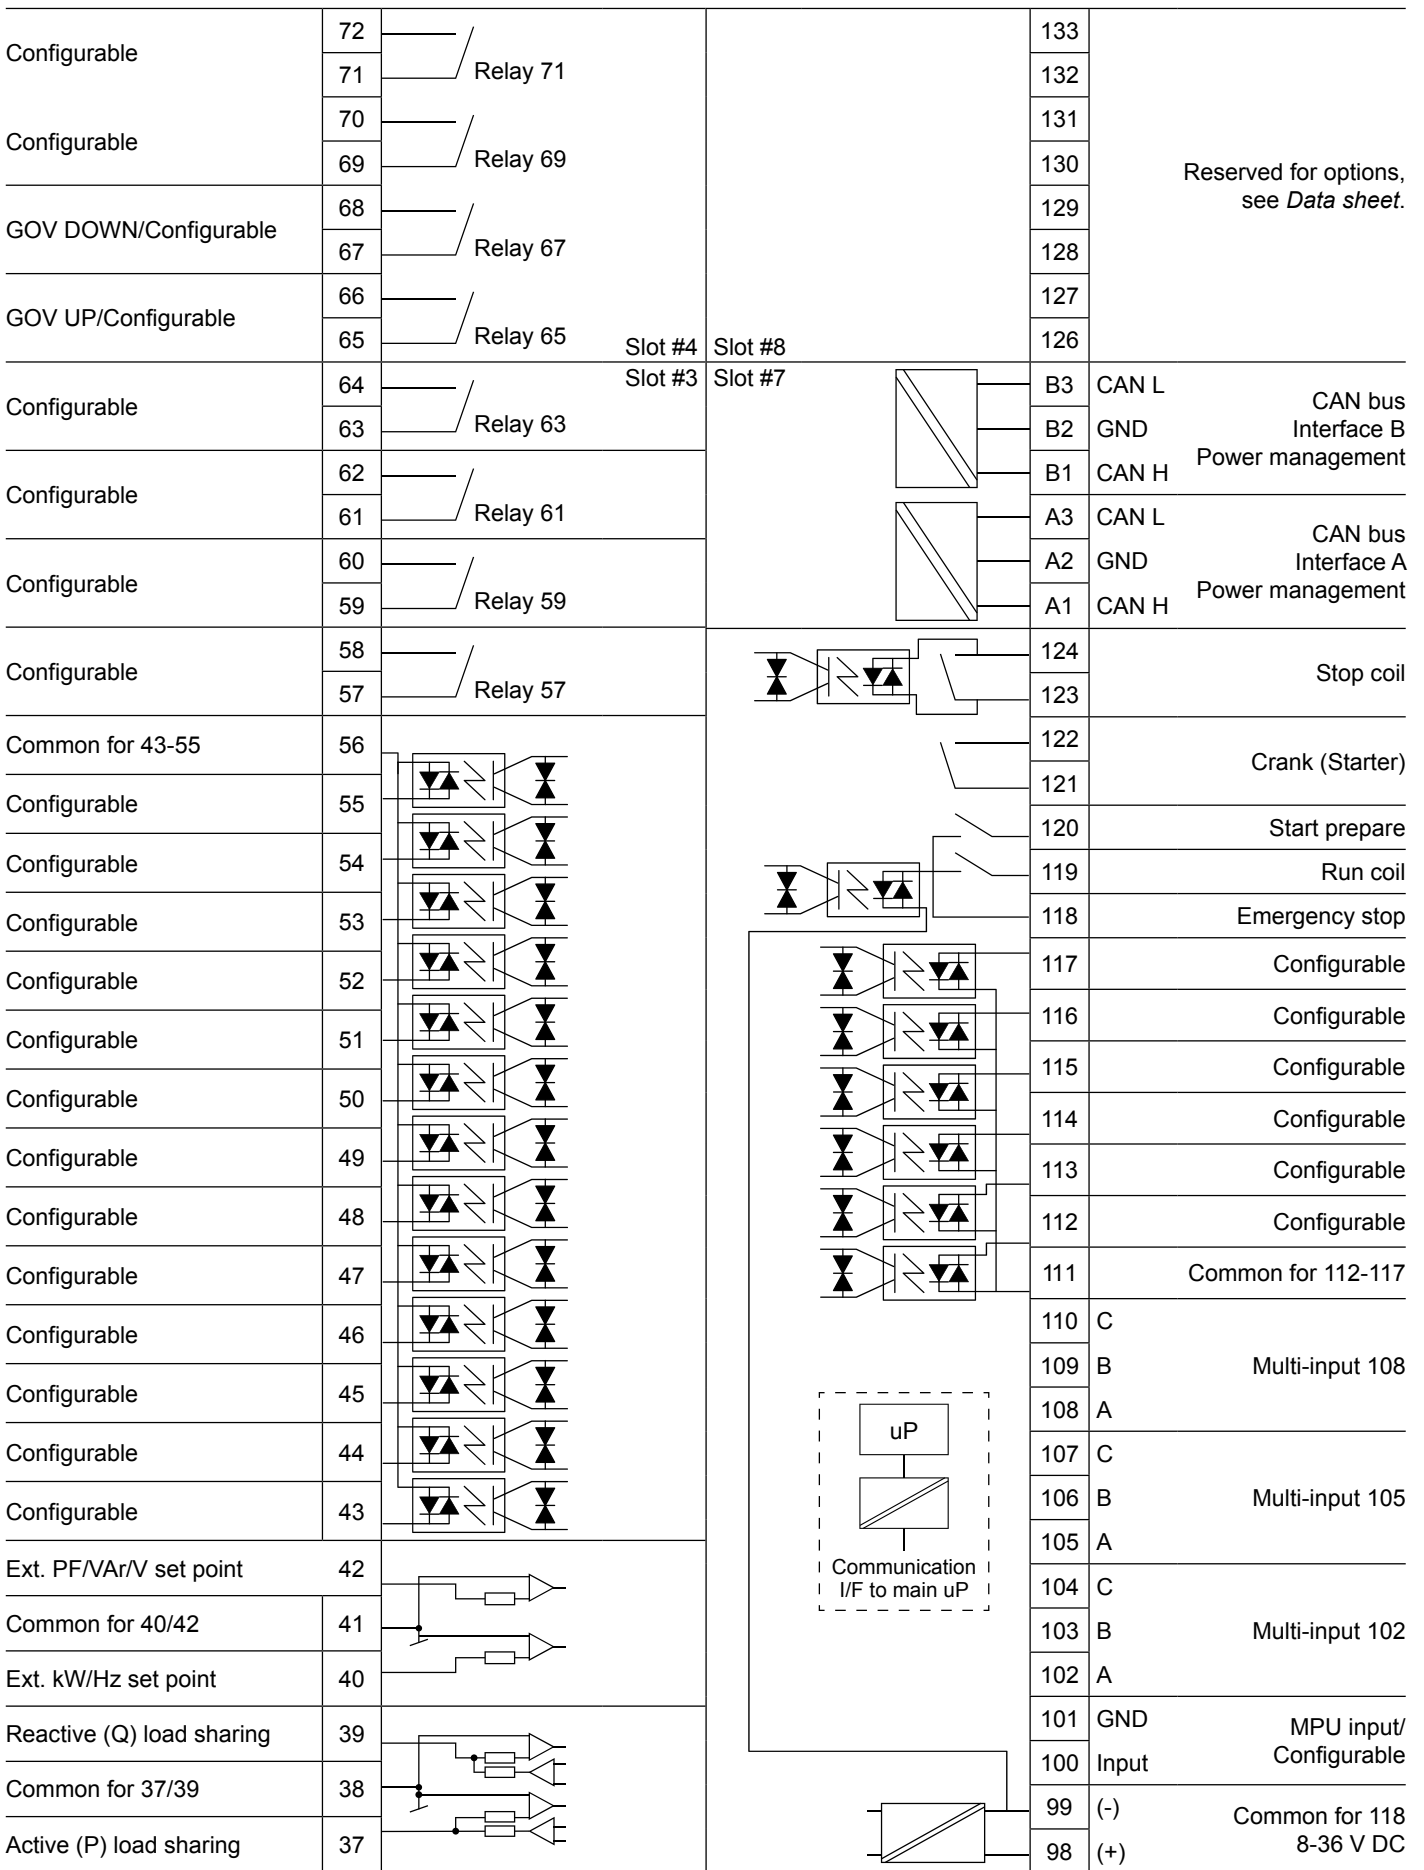 Configurable
72
71
Relay 71
Configurable
70
69
Relay 69
GOV DOWN/Configurable
68
67
Relay 67
GOV UP/Configurable
66
65
Relay 65
Slot #4
Configurable
64
63
Relay 63
Slot #3
Configurable
62
61
Relay 61
Configurable
60
59
Relay 59
Configurable
58
57
Relay 57
Common for 43-55
56
Configurable
55
Configurable
54
Configurable
53
Configurable
52
Configurable
51
Configurable
50
Configurable
49
Configurable
48
Configurable
47
Configurable
46
Configurable
45
Configurable
44
Configurable
43
Ext. PF/VAr/V set point
42
Common for 40/42
41
Ext. kW/Hz set point
40
Reactive (Q) load sharing
39
Common for 37/39
38
Active (P) load sharing
37
Slot #8
133
132
131
130
129
128
127
126
Reserved for options,
see Data sheet.
Slot #7
B3 CAN L
B2 GND
B1 CAN H
CAN bus
Interface B
Power management
A3 CAN L
A2 GND
A1 CAN H
CAN bus
Interface A
Power management
124
123
Stop coil
122
121
Crank (Starter)
120
Start prepare
119
Run coil
118
Emergency stop
117
Configurable
116
Configurable
115
Configurable
114
Configurable
113
Configurable
112
Configurable
111
Common for 112-117
110 C
109 B
108 A
Multi-input 108
107 C
106 B
105 A
Multi-input 105
104 C
103 B
102 A
Multi-input 102
uP
Communication
I/F to main uP
101 GND
100 Input
MPU input/
Configurable
99 (-)
98 (+)
Common for 118
8-36 V DC